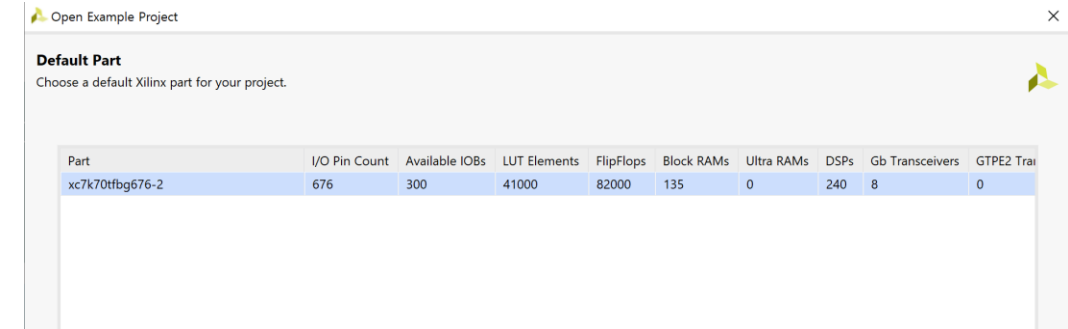 Open Example Project
Default Part
Choose a default Xilinx part for your project.
Part I/O Pin Count Available IOBs LUT Elements FlipFlops Block RAMs Ultra RAMs DSPs Gb Transceivers GTPE2 Trai
xc7k70tfbg676-2 676 300 41000 82000 135 0 240 8 0